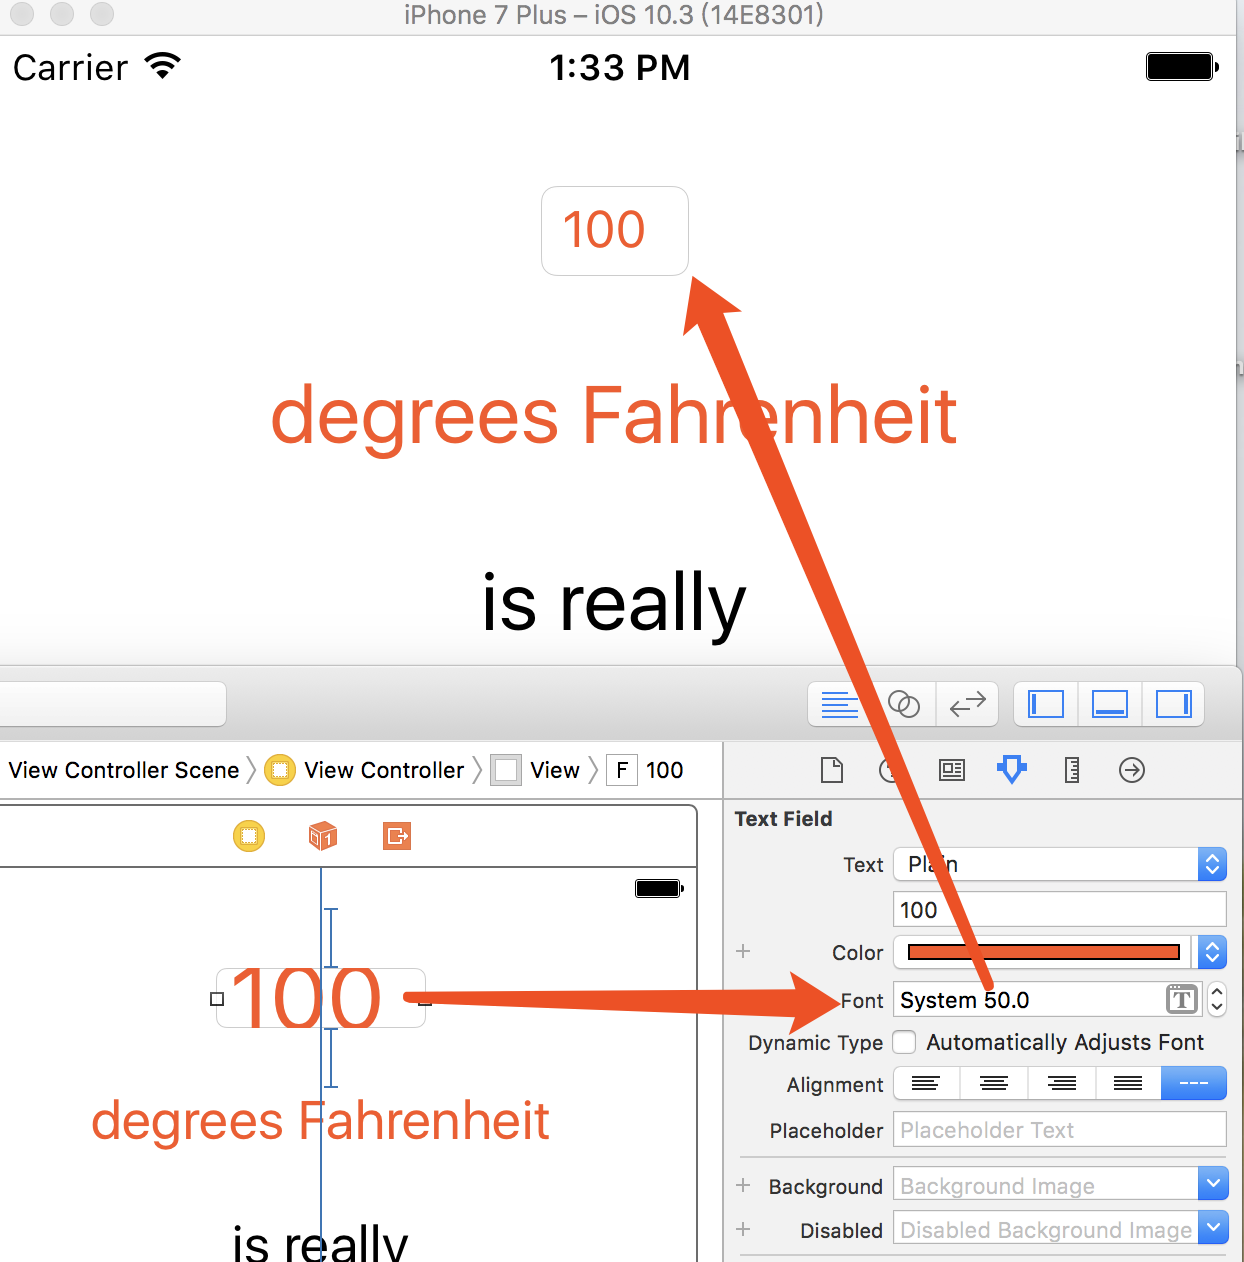 iPhone 7 Plus – iOS 10.3 (14E8301)
Carrier 1:33 PM
100
degrees Fahrenheit
is really
View Controller Scene View Controller View F 100
Text Field
Text Plain
100
Color
100
Font System 50.0 T
Dynamic Type Automatically Adjusts Font
Alignment ---
degrees Fahrenheit
Placeholder Placeholder Text
Background Background Image
is really
Disabled Disabled Background Image